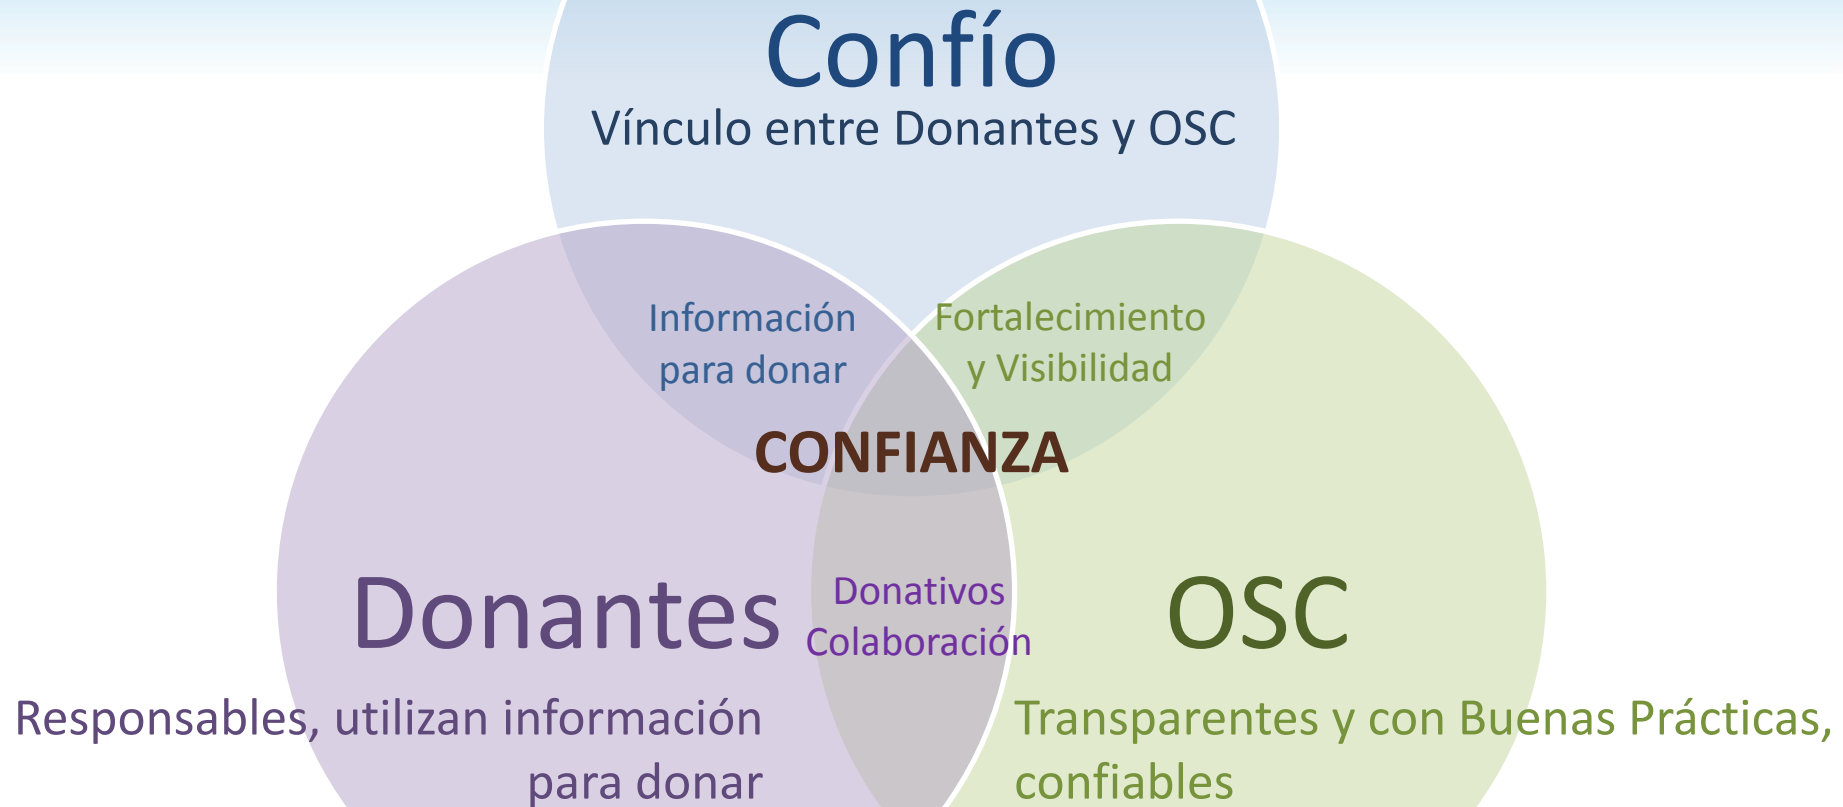 Confío
Vínculo entre Donantes y OSC
Información
para donar
Fortalecimiento
y Visibilidad
CONFIANZA
Donantes
Donativos
Colaboración
OSC
Responsables, utilizan información
para donar
Transparentes y con Buenas Prácticas,
confiables